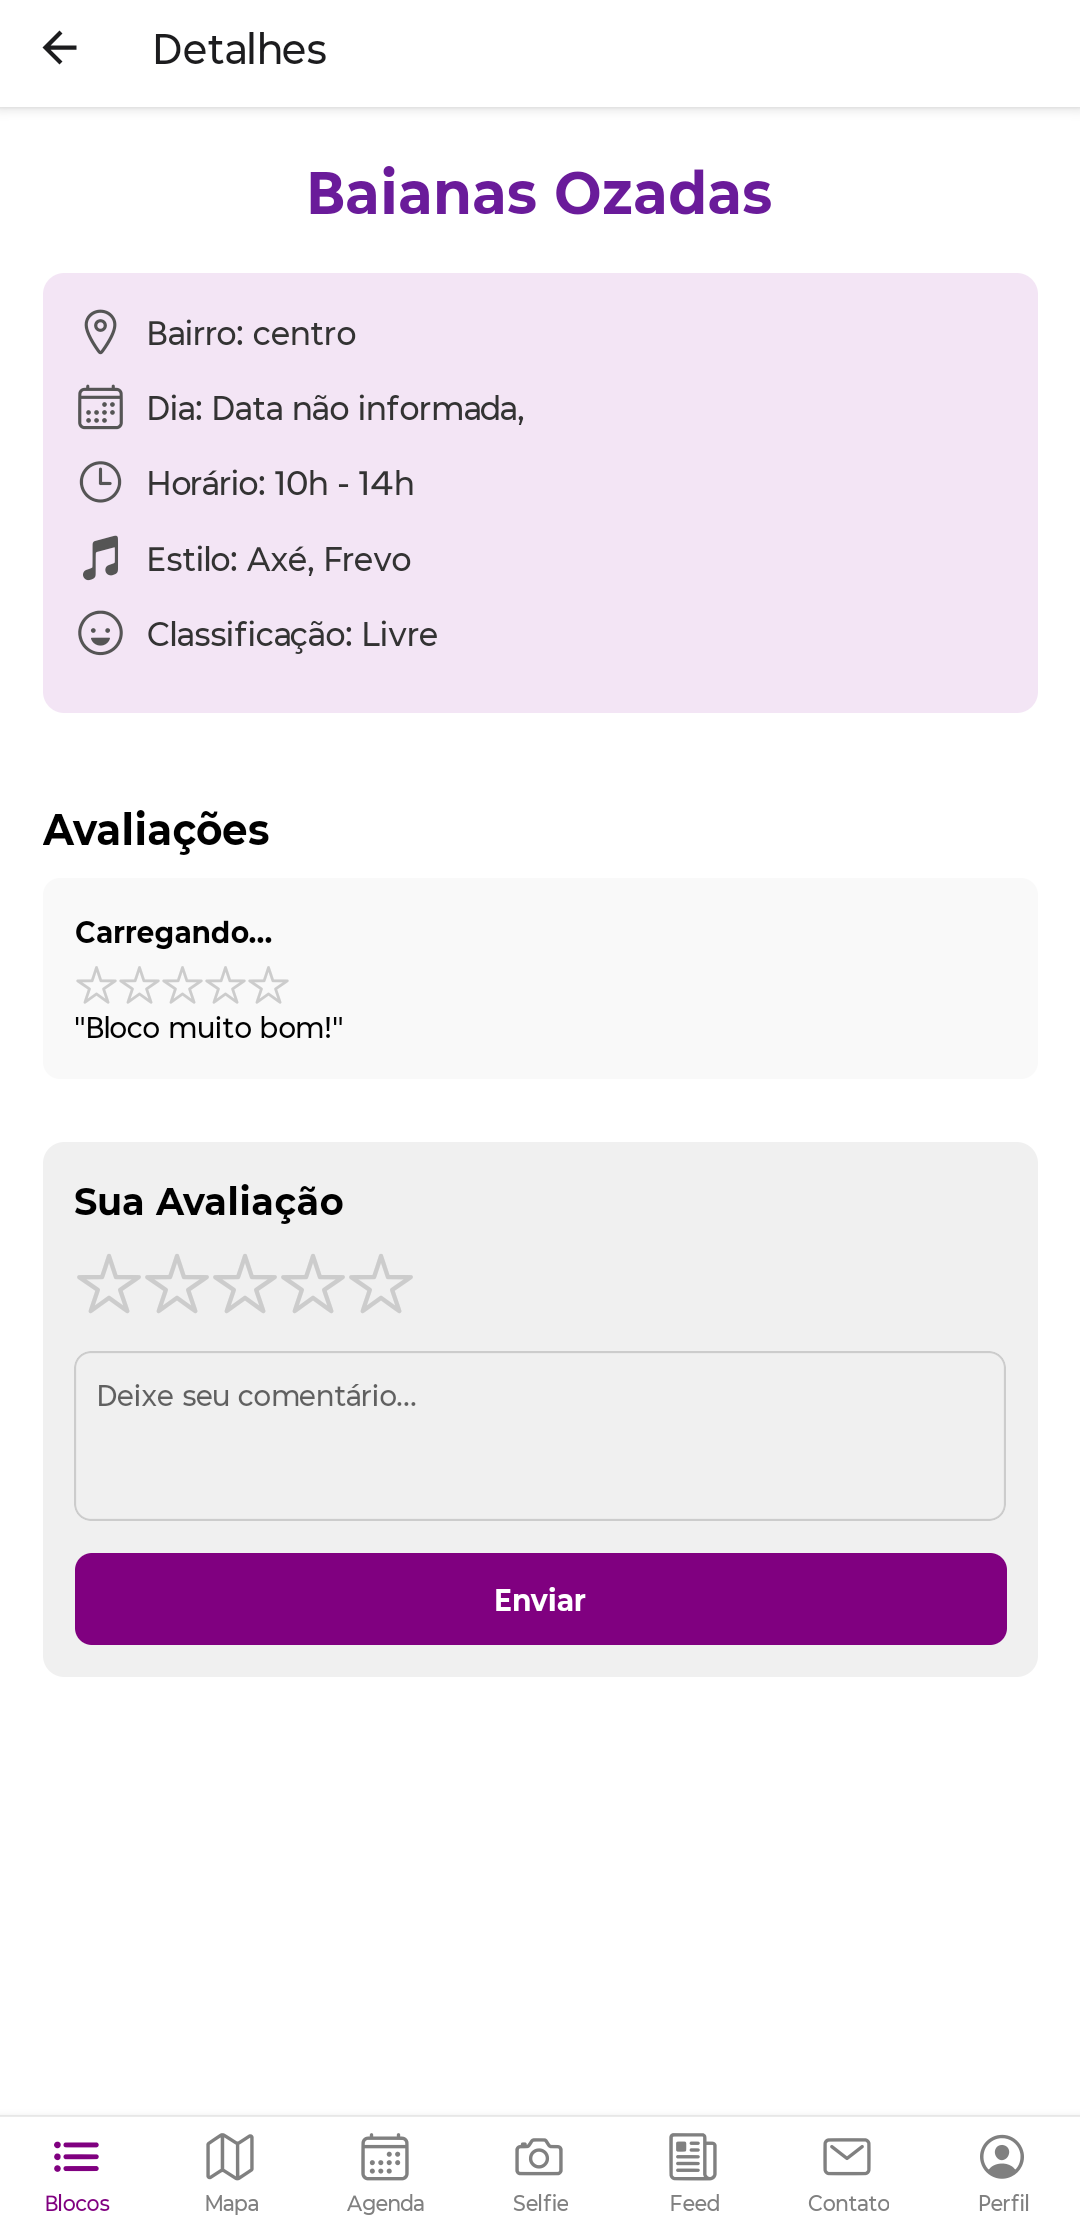 Detalhes
Baianas Ozadas
Bairro: centro
Dia: Data não informada,
Horário: 10h - 14h
Estilo: Axé, Frevo
Classificação: Livre
Avaliações
Carregando...
"Bloco muito bom!"
Sua Avaliação
Deixe seu comentário...
Enviar
Blocos Mapa Agenda Selfie Feed Contato Perfil